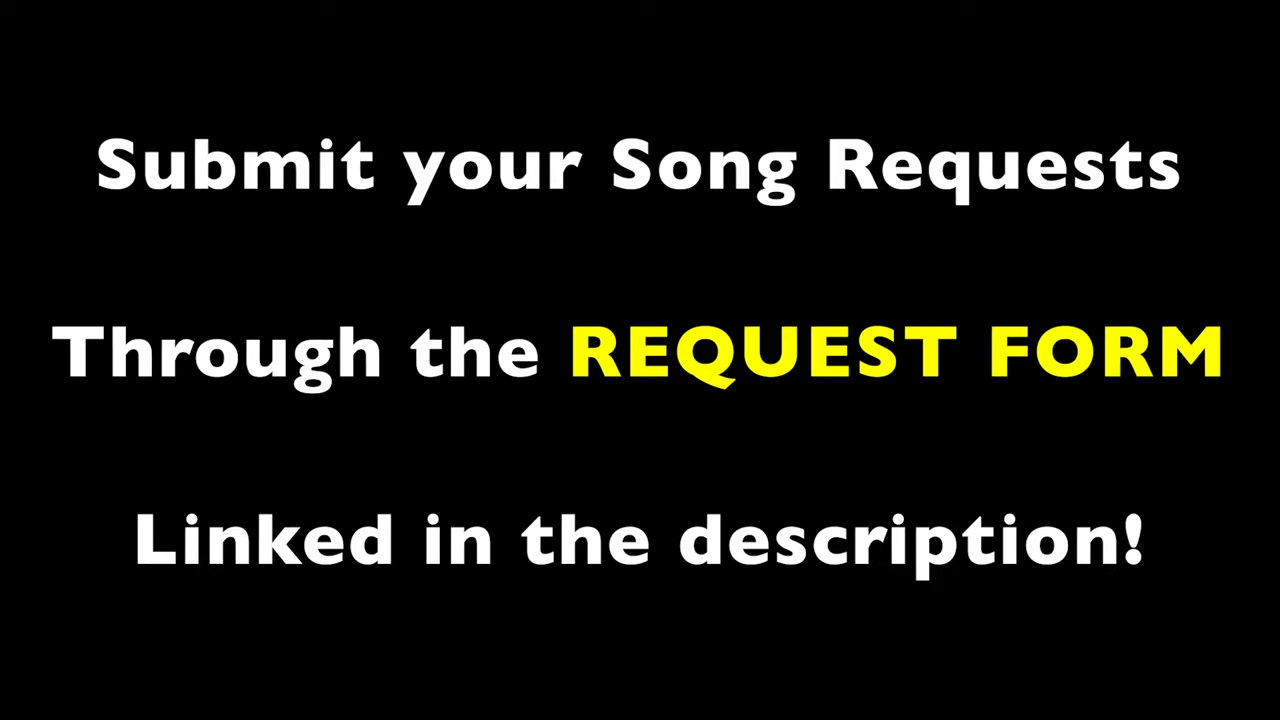 Submit your Song Requests
Through the REQUEST FORM
Linked in the description!